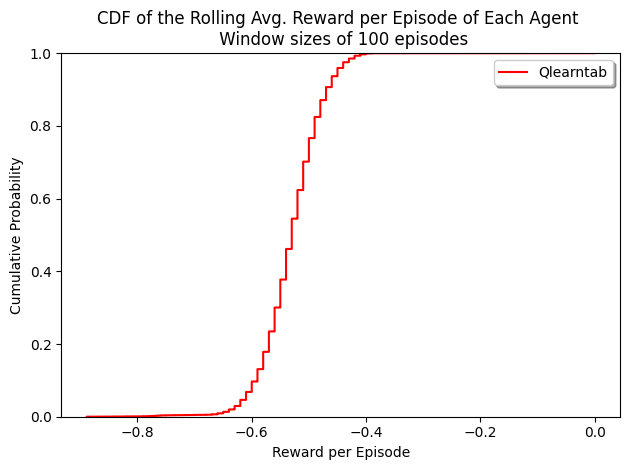 CDF of the Rolling Avg. Reward per Episode of Each Agent
Window sizes of 100 episodes
Qlearntab
Cumulative Probability
1.0
0.8
0.6
0.4
0.2
0.0
−0.8
−0.6
−0.4
−0.2
0.0
Reward per Episode